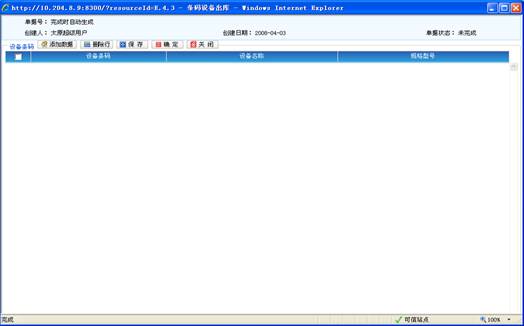 http://10.204.8.9:8300/?resourceId=H.4.3 - 条码设备出库 - Windows Internet Explorer
单据号： 完成时自动生成
创建人： 太原超级用户 创建日期： 2008-04-03 单据状态： 未完成
设备条码 添加数据 删除行 保 存 确 定 关 闭
设备条码 设备名称 规格型号
完成 可信站点 100%